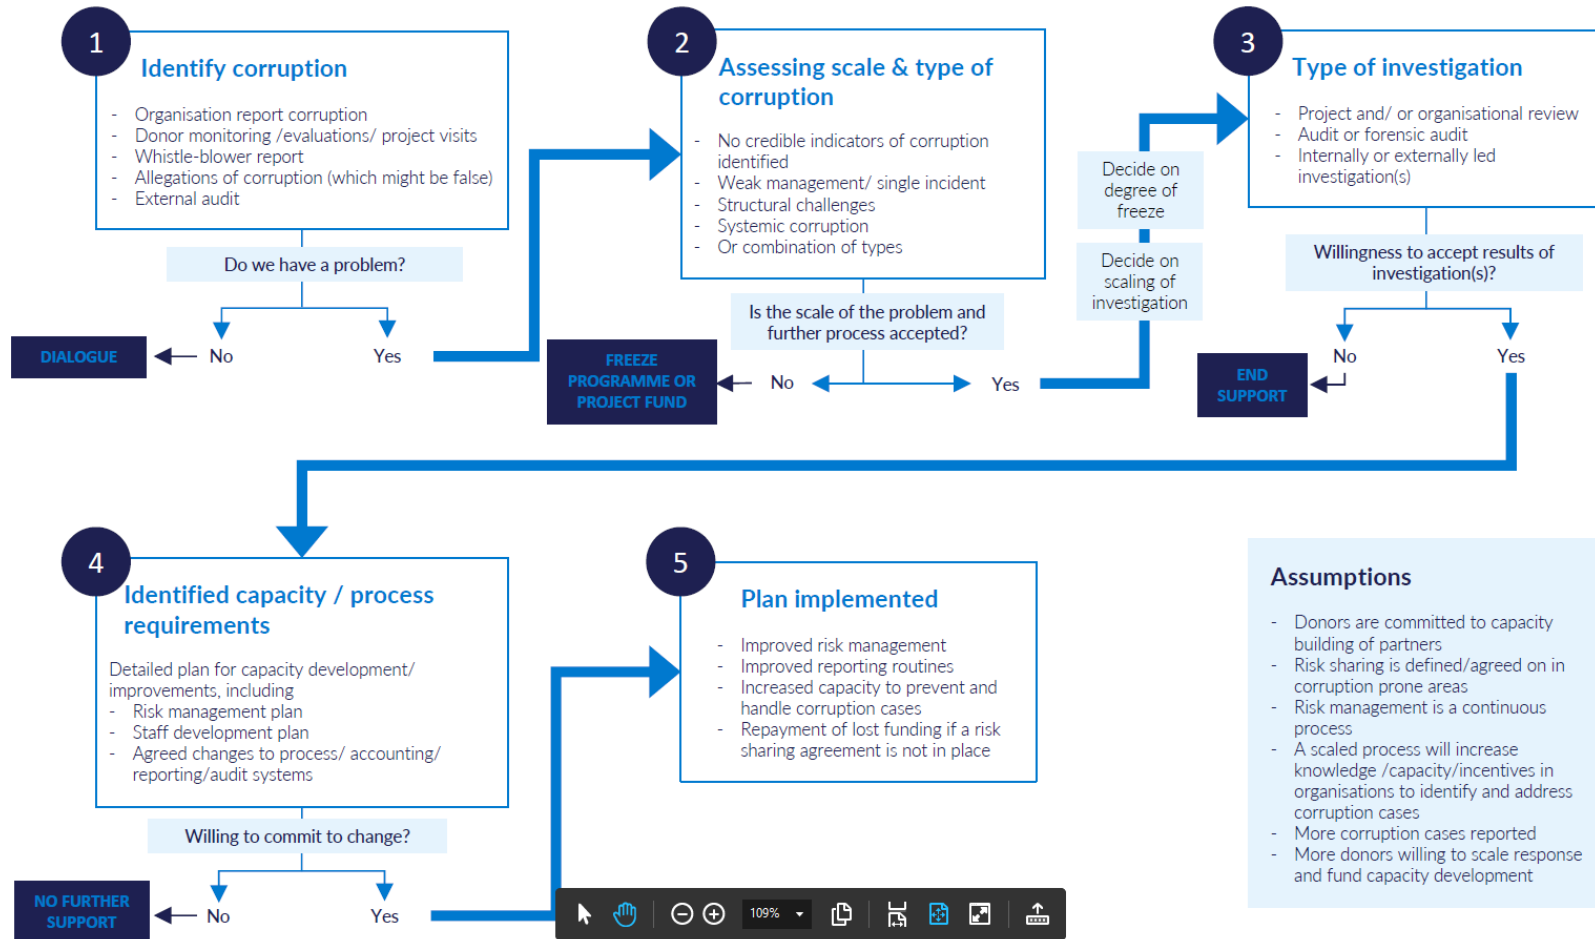 1
Identify corruption
- Organisation report corruption
- Donor monitoring /evaluations/ project visits
- Whistle-blower report
- Allegations of corruption (which might be false)
- External audit
Do we have a problem?
No
Yes
DIALOGUE
2
Assessing scale & type of
corruption
- No credible indicators of corruption
identified
- Weak management/ single incident
- Structural challenges
- Systemic corruption
- Or combination of types
Is the scale of the problem and
further process accepted?
No
Yes
FREEZE
PROGRAMME OR
PROJECT FUND
Decide on
degree of
freeze
Decide on
scaling of
investigation
3
Type of investigation
- Project and/ or organisational review
- Audit or forensic audit
- Internally or externally led
investigation(s)
Willingness to accept results of
investigation(s)?
No
Yes
END
SUPPORT
4
Identified capacity / process
requirements
Detailed plan for capacity development/
improvements, including
- Risk management plan
- Staff development plan
- Agreed changes to process/ accounting/
reporting/audit systems
Willing to commit to change?
No
Yes
NO FURTHER
SUPPORT
5
Plan implemented
- Improved risk management
- Improved reporting routines
- Increased capacity to prevent and
handle corruption cases
- Repayment of lost funding if a risk
sharing agreement is not in place
Assumptions
- Donors are committed to capacity
building of partners
- Risk sharing is defined/agreed on in
corruption prone areas
- Risk management is a continuous
process
- A scaled process will increase
knowledge /capacity/incentives in
organisations to identify and address
corruption cases
- More corruption cases reported
- More donors willing to scale response
and fund capacity development
109%